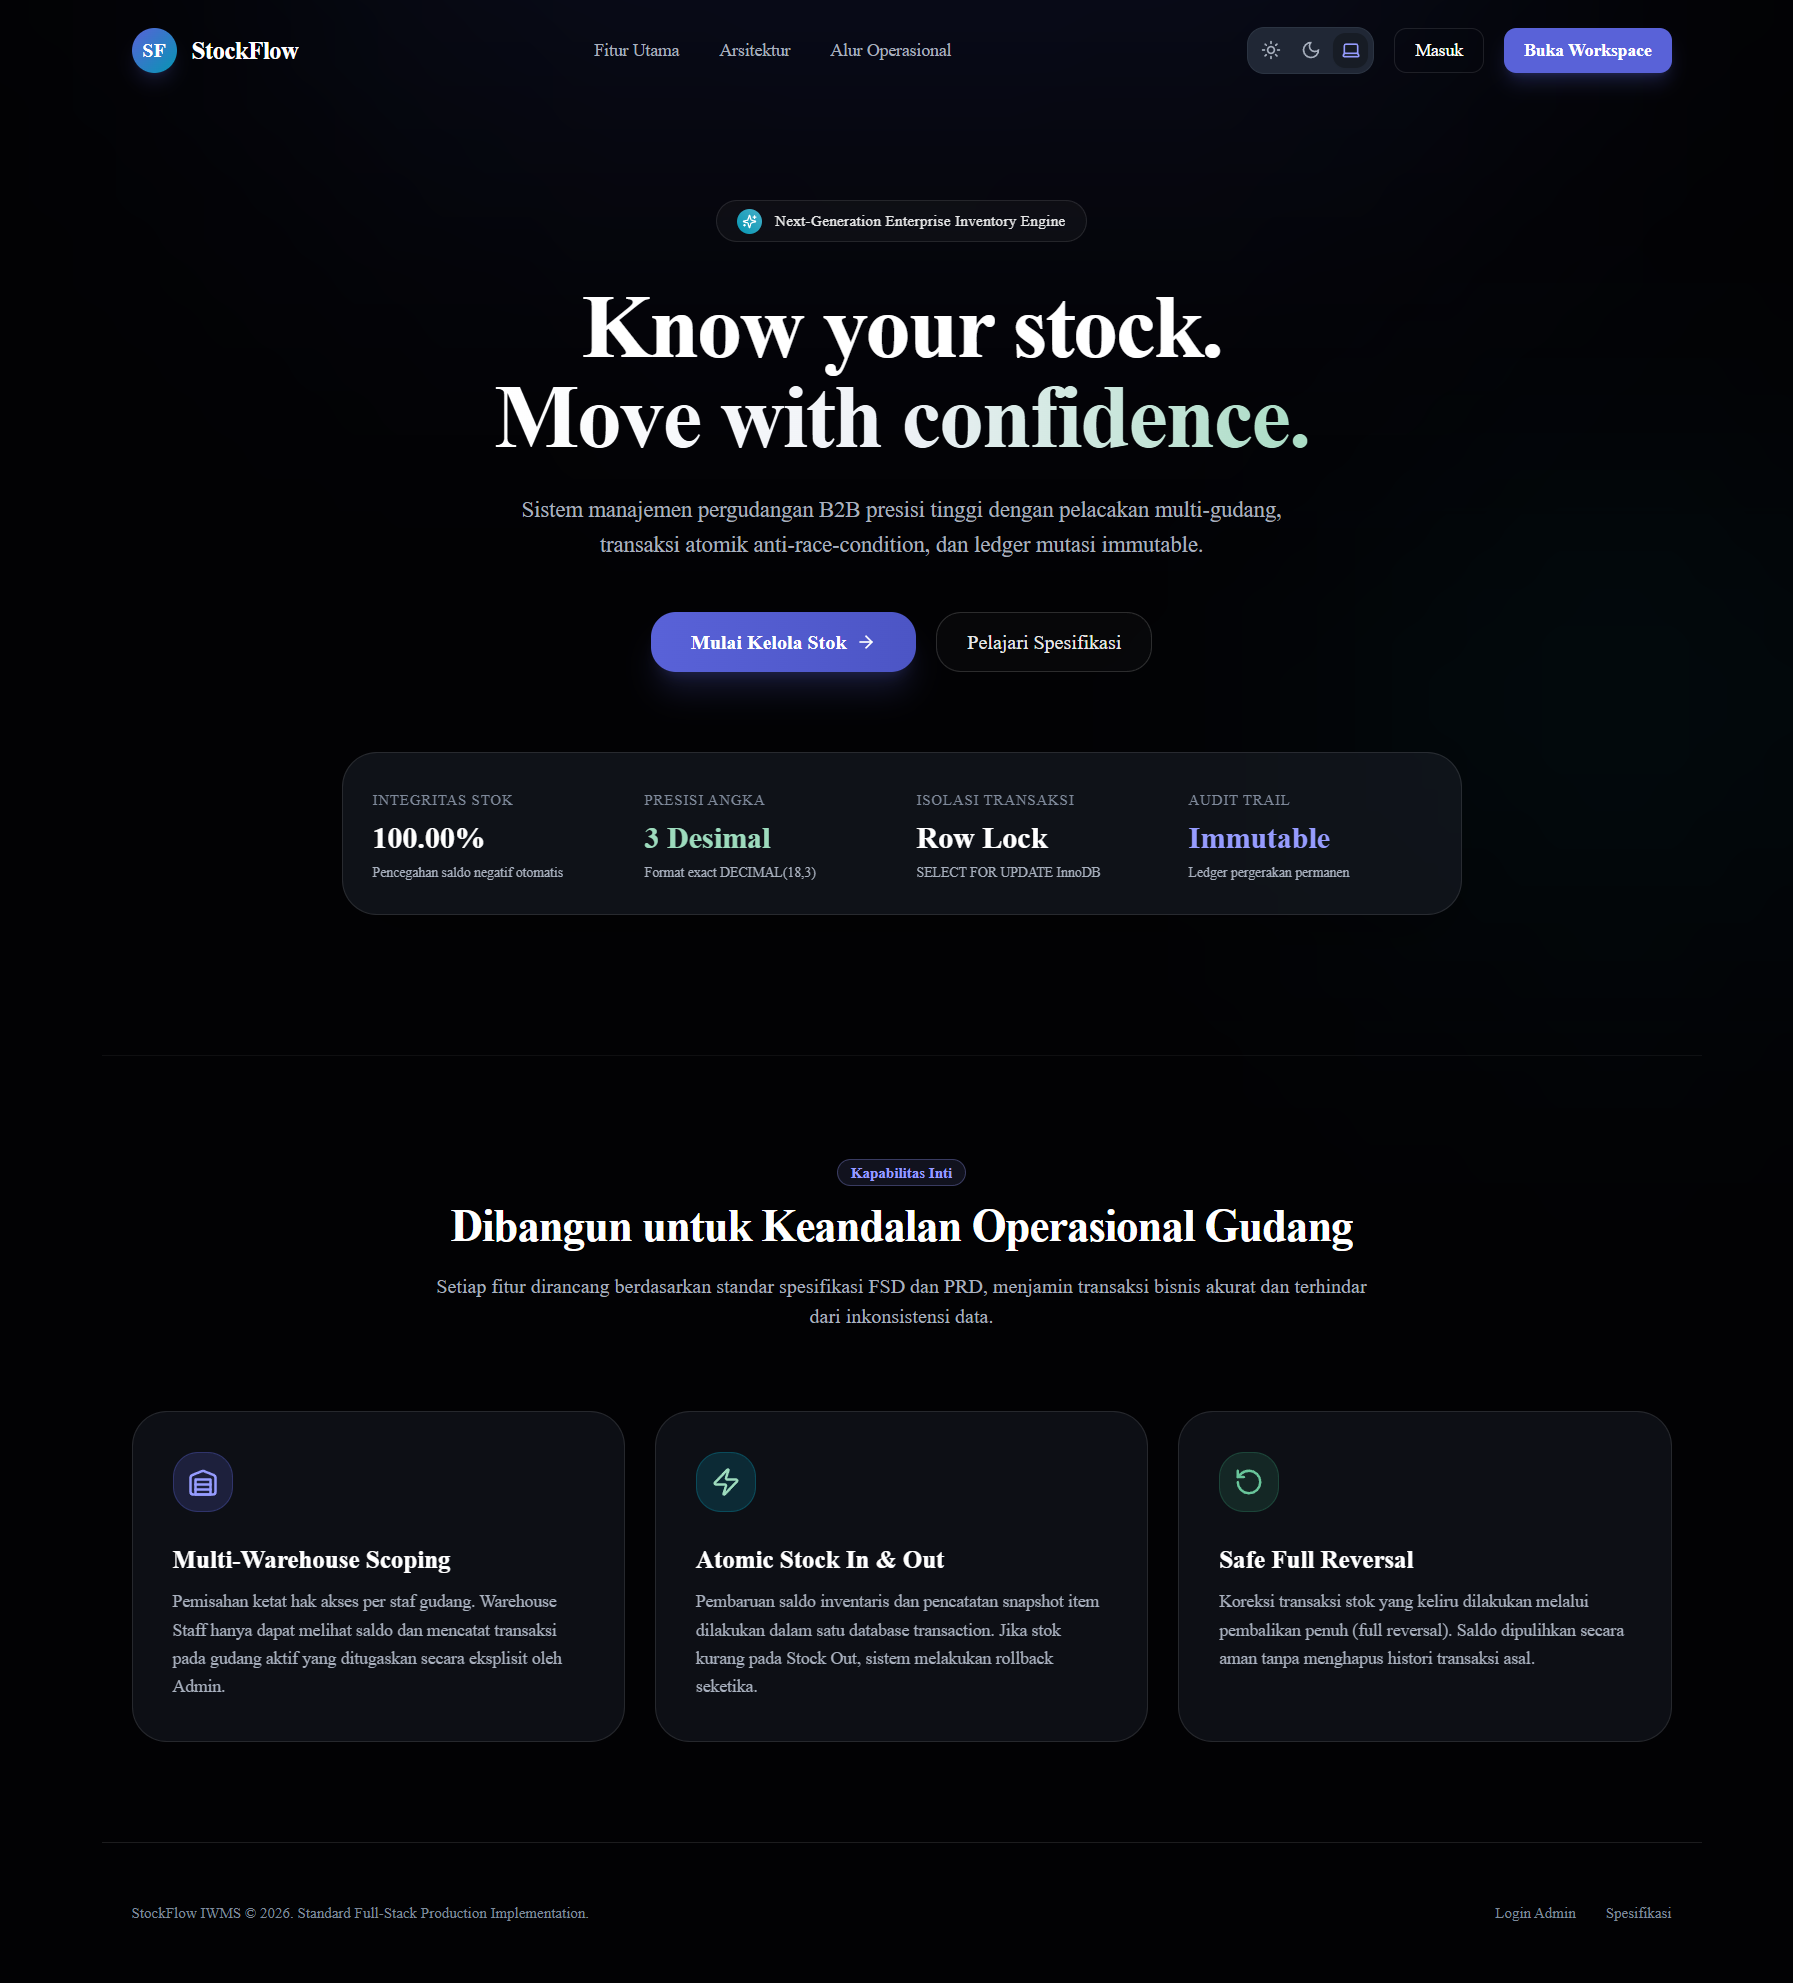 SF StockFlow
Fitur Utama Arsitektur Alur Operasional
Masuk
Buka Workspace
Next-Generation Enterprise Inventory Engine
Know your stock.
Move with confidence.
Sistem manajemen pergudangan B2B presisi tinggi dengan pelacakan multi-gudang,
transaksi atomik anti-race-condition, dan ledger mutasi immutable.
Mulai Kelola Stok
Pelajari Spesifikasi
INTEGRITAS STOK
100.00%
Pencegahan saldo negatif otomatis
PRESISI ANGKA
3 Desimal
Format exact DECIMAL(18,3)
ISOLASI TRANSAKSI
Row Lock
SELECT FOR UPDATE InnoDB
AUDIT TRAIL
Immutable
Ledger pergerakan permanen
Kapabilitas Inti
Dibangun untuk Keandalan Operasional Gudang
Setiap fitur dirancang berdasarkan standar spesifikasi FSD dan PRD, menjamin transaksi bisnis akurat dan terhindar
dari inkonsistensi data.
Multi-Warehouse Scoping
Pemisahan ketat hak akses per staf gudang. Warehouse
Staff hanya dapat melihat saldo dan mencatat transaksi
pada gudang aktif yang ditugaskan secara eksplisit oleh
Admin.
Atomic Stock In & Out
Pembaruan saldo inventaris dan pencatatan snapshot item
dilakukan dalam satu database transaction. Jika stok
kurang pada Stock Out, sistem melakukan rollback
seketika.
Safe Full Reversal
Koreksi transaksi stok yang keliru dilakukan melalui
pembalikan penuh (full reversal). Saldo dipulihkan secara
aman tanpa menghapus histori transaksi asal.
StockFlow IWMS © 2026. Standard Full-Stack Production Implementation.
Login Admin Spesifikasi